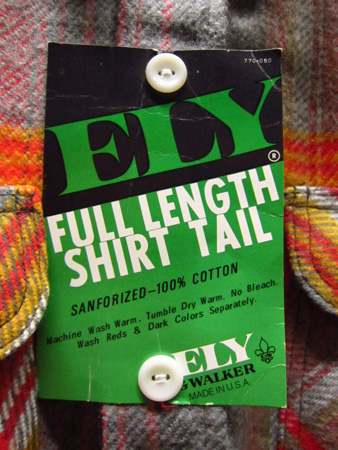 770-080
ELY
®
FULL LENGTH
SHIRT TAIL
SANFORIZED-100% COTTON
Machine Wash Warm. Tumble Dry Warm. No Bleach.
Wash Reds & Dark Colors Separately.
ELY
WALKER
MADE IN U.S.A.